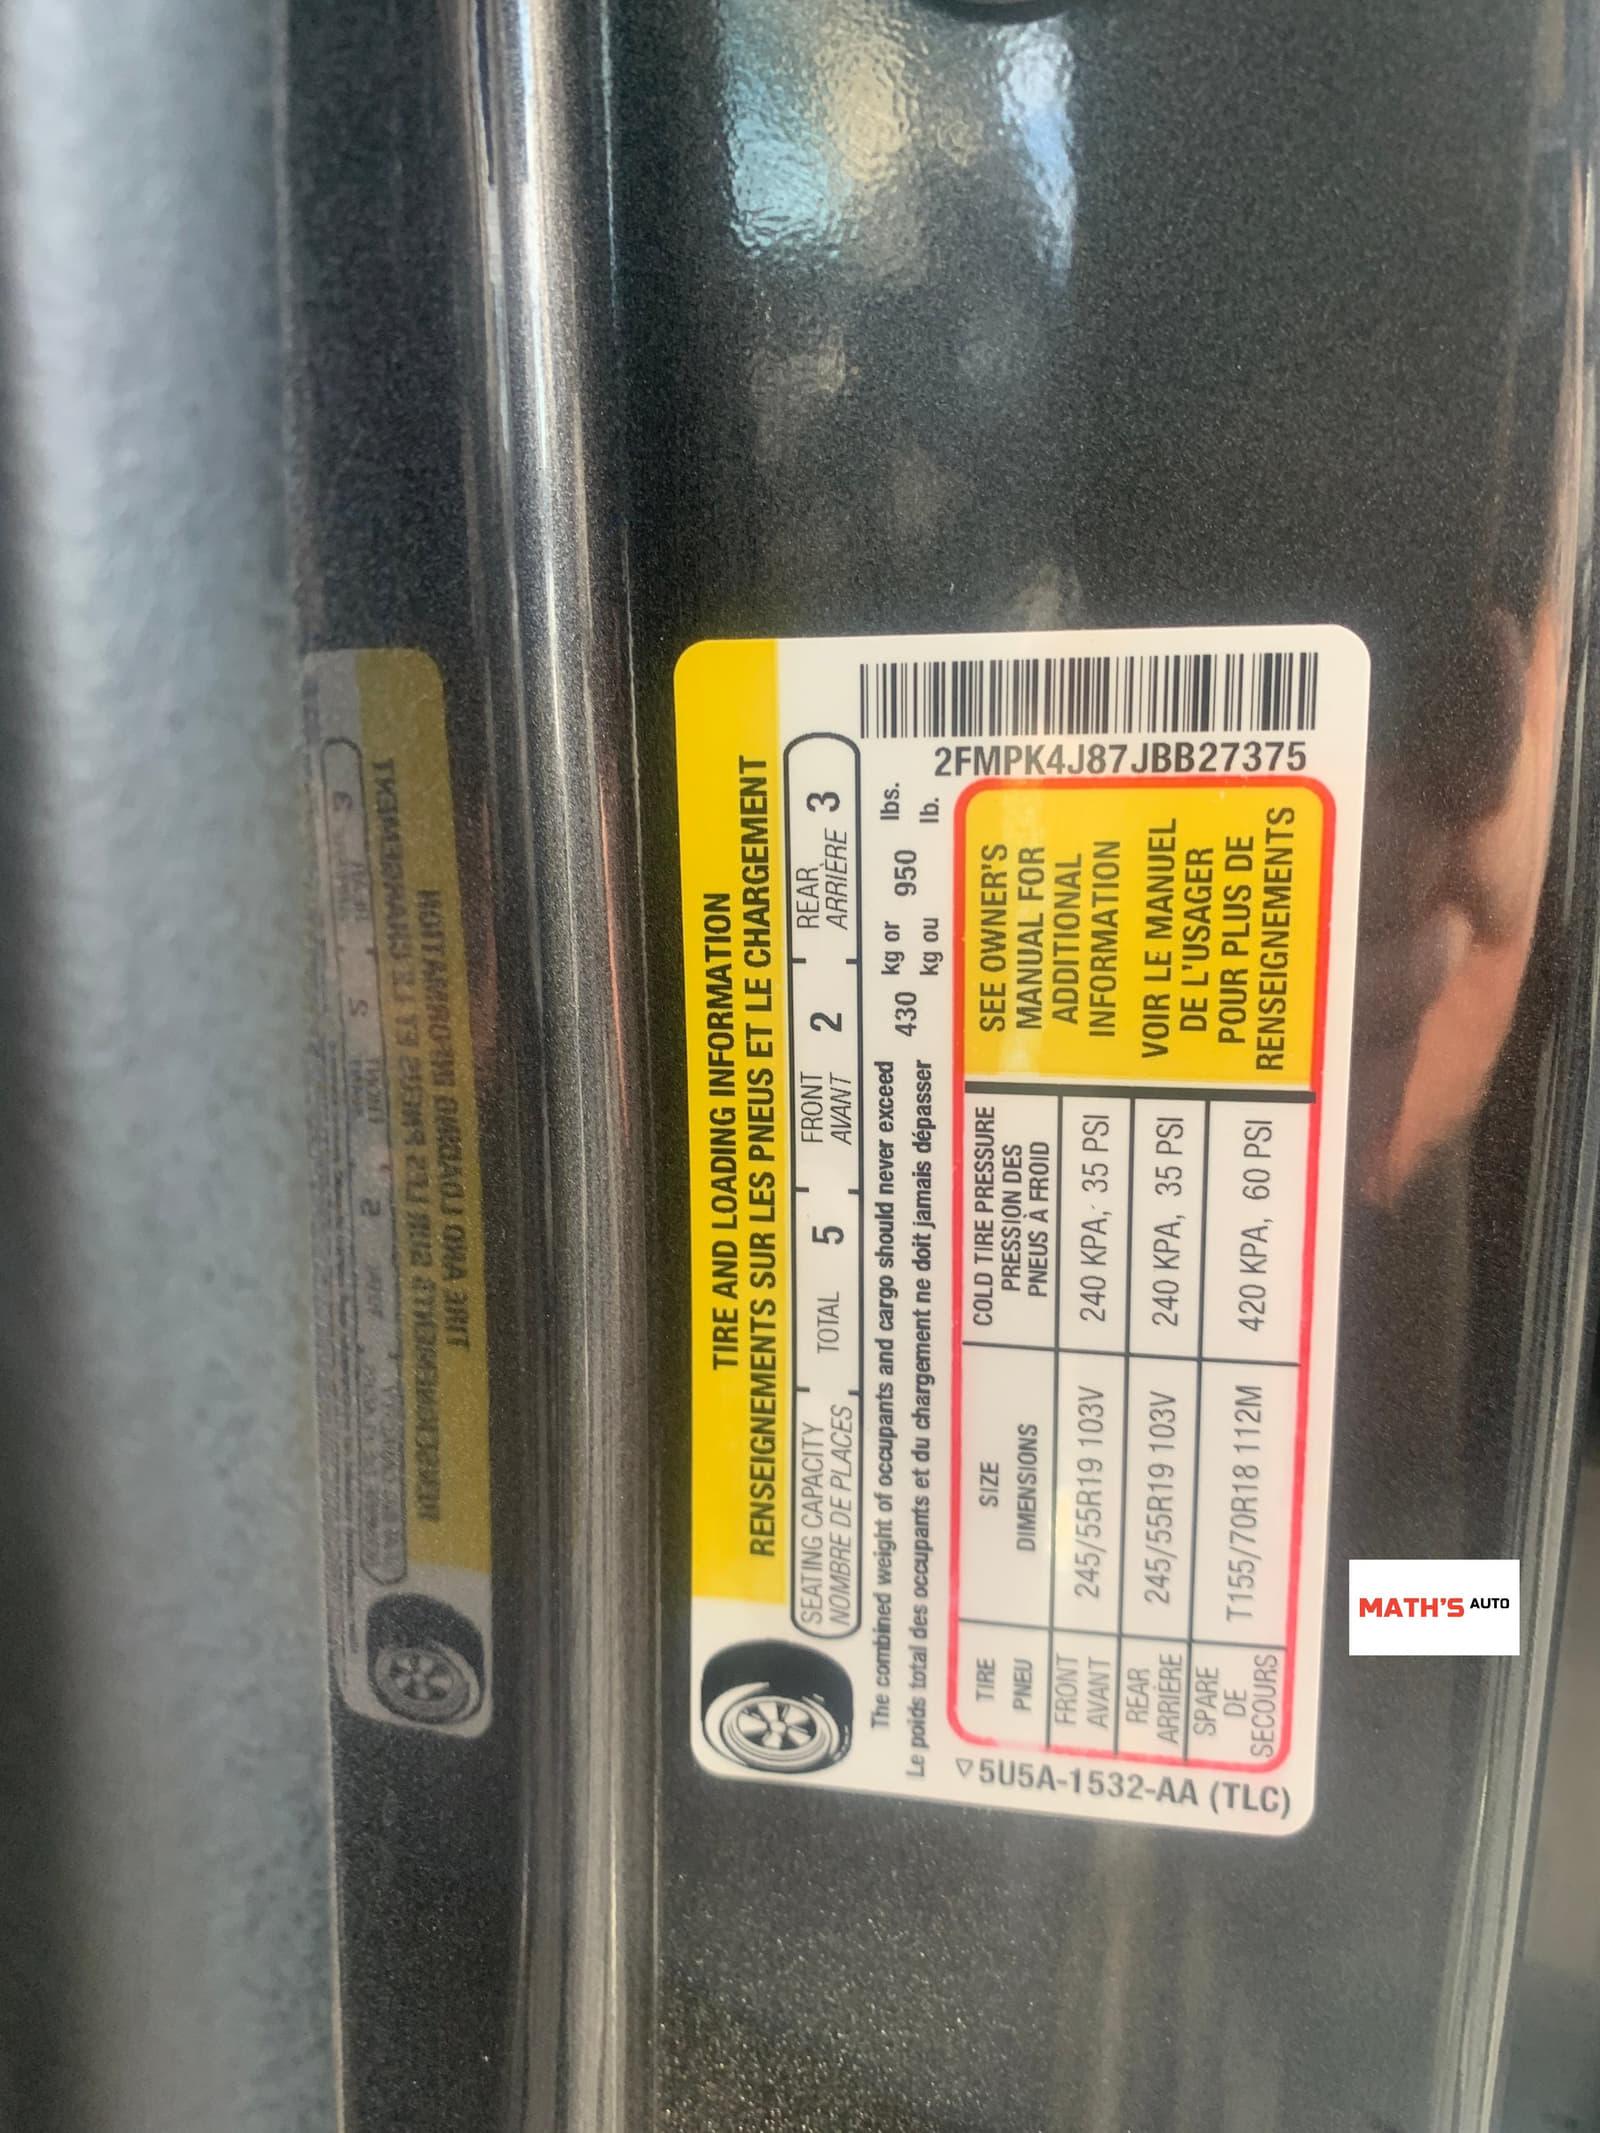 TIRE AND LOADING INFORMATION
RENSEIGNEMENTS SUR LES PNEUS ET LE CHARGEMENT
SEATING CAPACITY TOTAL 5 FRONT 2 REAR 3
NOMBRE DE PLACES AVANT ARRIÈRE
The combined weight of occupants and cargo should never exceed 430 kg or 950 lbs.
Le poids total des occupants et du chargement ne doit jamais dépasser kg ou lb.
2FMPK4J87JBB27375
TIRE SIZE COLD TIRE PRESSURE
PNEU DIMENSIONS PRESSION DES
PNEUS À FROID
FRONT
AVANT 245/55R19 103V 240 KPA, 35 PSI
REAR
ARRIÈRE 245/55R19 103V 240 KPA, 35 PSI
SPARE
DE
SECOURS T155/70R18 112M 420 KPA, 60 PSI
SEE OWNER'S
MANUAL FOR
ADDITIONAL
INFORMATION
VOIR LE MANUEL
DE L'USAGER
POUR PLUS DE
RENSEIGNEMENTS
▽5U5A-1532-AA (TLC)
MATH'S AUTO